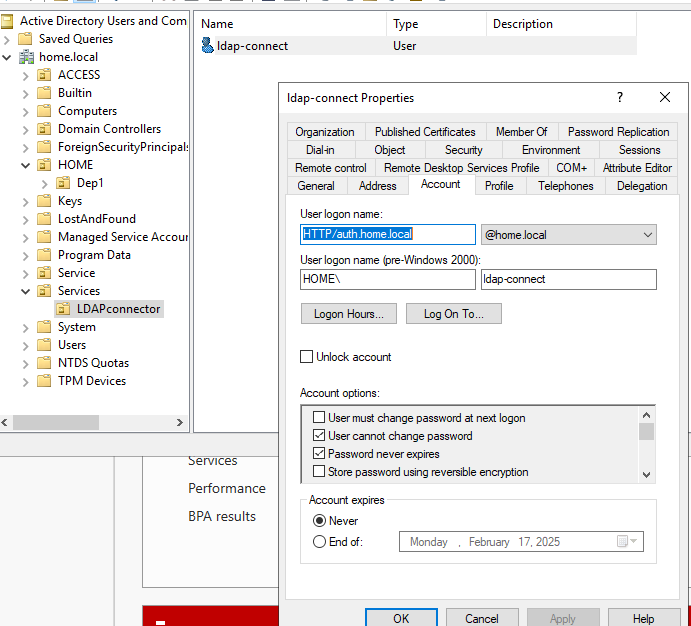 Active Directory Users and Com
Saved Queries
home.local
ACCESS
Builtin
Computers
Domain Controllers
ForeignSecurityPrincipals
HOME
Dep1
Keys
LostAndFound
Managed Service Accour
Program Data
Service
Services
LDAPconnector
System
Users
NTDS Quotas
TPM Devices
Name Type Description
ldap-connect User
Services
Performance
BPA results
ldap-connect Properties ?
Organization Published Certificates Member Of Password Replication
Dial-in Object Security Environment Sessions
Remote control Remote Desktop Services Profile COM+ Attribute Editor
General Address Account Profile Telephones Delegation
User logon name:
HTTP/auth.home.local @home.local
User logon name (pre-Windows 2000):
HOME\ ldap-connect
Logon Hours... Log On To...
Unlock account
Account options:
User must change password at next logon
User cannot change password
Password never expires
Store password using reversible encryption
Account expires
Never
End of: Monday , February 17, 2025
OK Cancel Apply Help